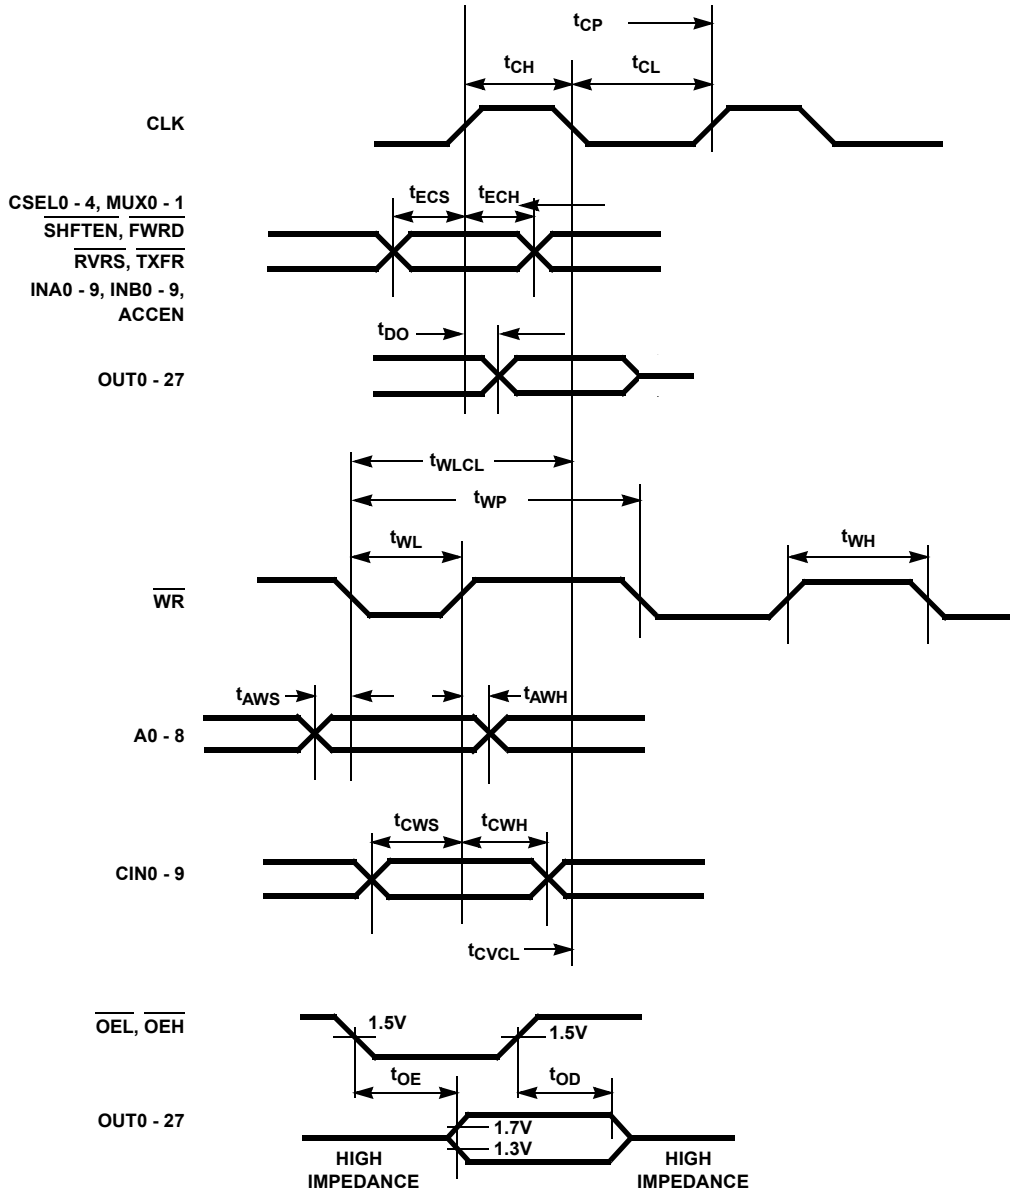 tCP
tCH tCL
CLK
tECS tECH
CSEL0 - 4, MUX0 - 1
SHFTEN, FWRD
RVRS, TXFR
INA0 - 9, INB0 - 9,
ACCEN
tDO
OUT0 - 27
tWLCL
tWP
tWL tWH
WR
tAWS tAWH
A0 - 8
tCWS tCWH
CIN0 - 9
tCVCL
OEL, OEH
1.5V 1.5V
tOE tOD
OUT0 - 27
1.7V
1.3V
HIGH IMPEDANCE
HIGH IMPEDANCE